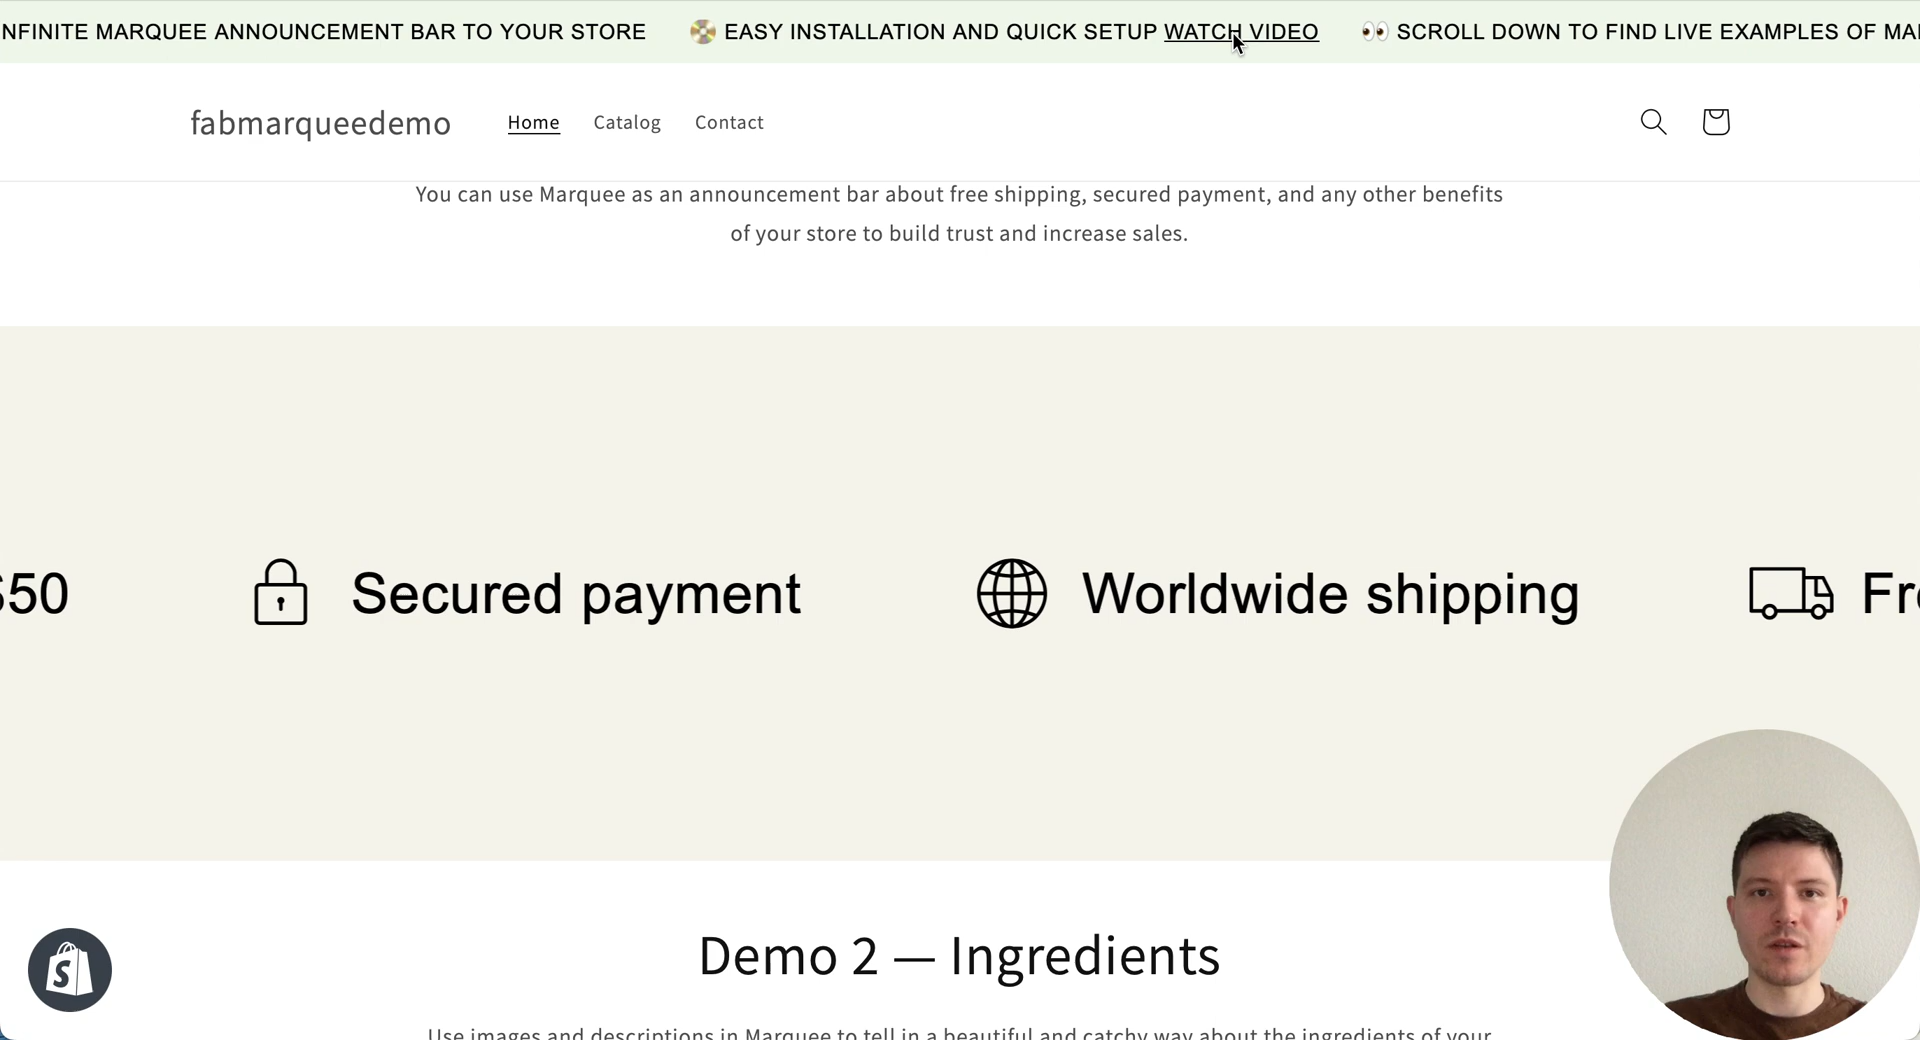 NFINITE MARQUEE ANNOUNCEMENT BAR TO YOUR STORE EASY INSTALLATION AND QUICK SETUP WATCH VIDEO SCROLL DOWN TO FIND LIVE EXAMPLES OF MA
fabmarqueedemo Home Catalog Contact
You can use Marquee as an announcement bar about free shipping, secured payment, and any other benefits
of your store to build trust and increase sales.
$50 Secured payment Worldwide shipping Fr
Demo 2 — Ingredients
Use images and descriptions in Marquee to tell in a beautiful and catchy way about the ingredients of your